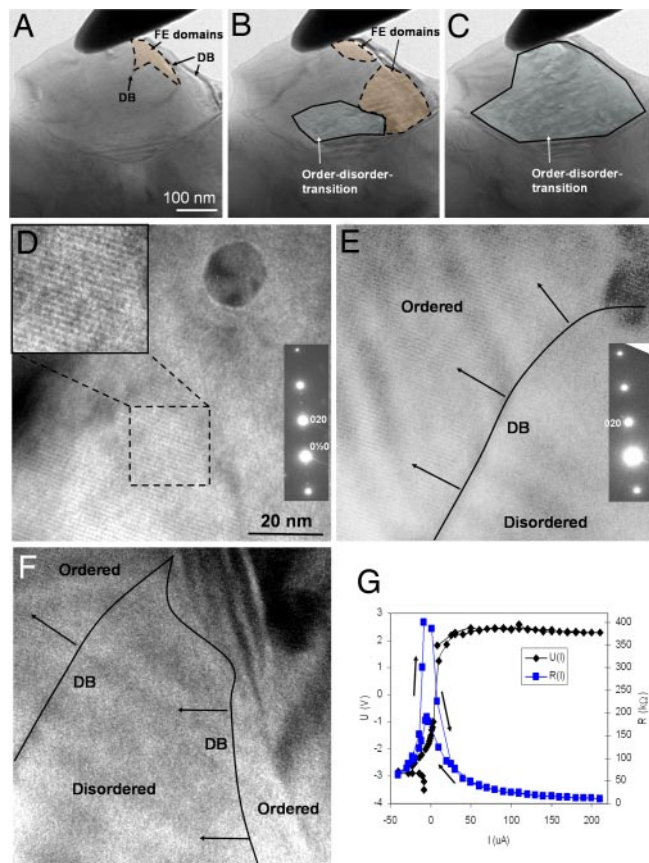 A
FE domains
DB
DB
100 nm
B
FE domains
Order-disorder-
transition
C
Order-disorder-
transition
D
020
0½0
20 nm
E
Ordered
DB
020
Disordered
F
Ordered
DB
DB
Disordered
Ordered
G
3
2
1
0
-1
-2
-3
-4
U (V)
U(I)
R(I)
400
350
300
250
200
150
100
50
0
R (kΩ)
-50
0
50
100
150
200
I (uA)